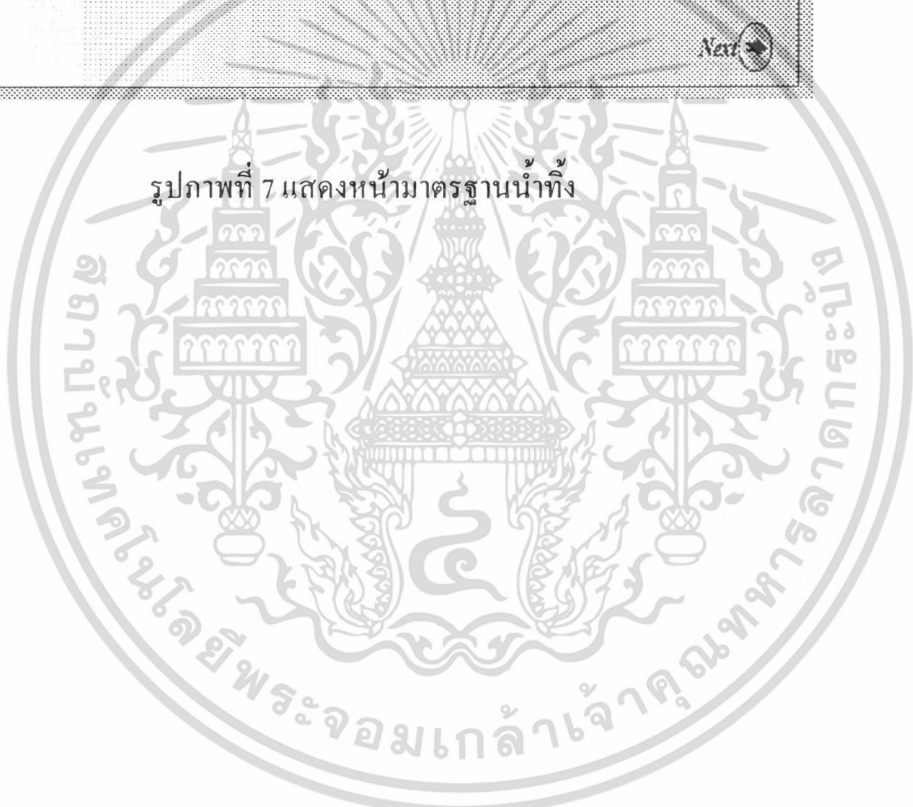 Next
รูปภาพที่ 7 แสดงหน้ามาตรฐานน้ำทิ้ง
สถาบันเทคโนโลยีพระจอมเกล้าเจ้าคุณทหารลาดกระบัง